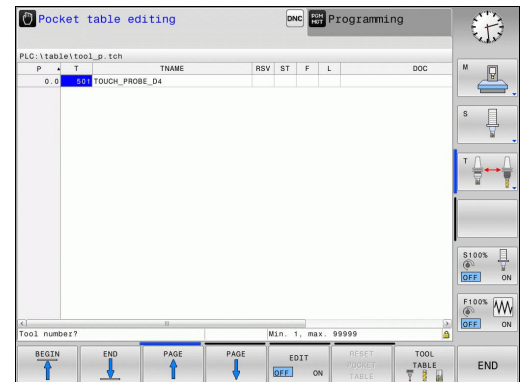 Pocket table editing
DNC
PGM
MDT
Programming
PLC:\table\tool_p.tch
P T TNAME RSV ST F L DOC
0.0 501 TOUCH_PROBE_D4
Tool number? Min. 1, max. 99999
M
S
T
S100%
OFF ON
F100%
OFF ON
BEGIN
END
PAGE
PAGE
EDIT
OFF ON
RESET
POCKET
TABLE
TOOL
TABLE
END